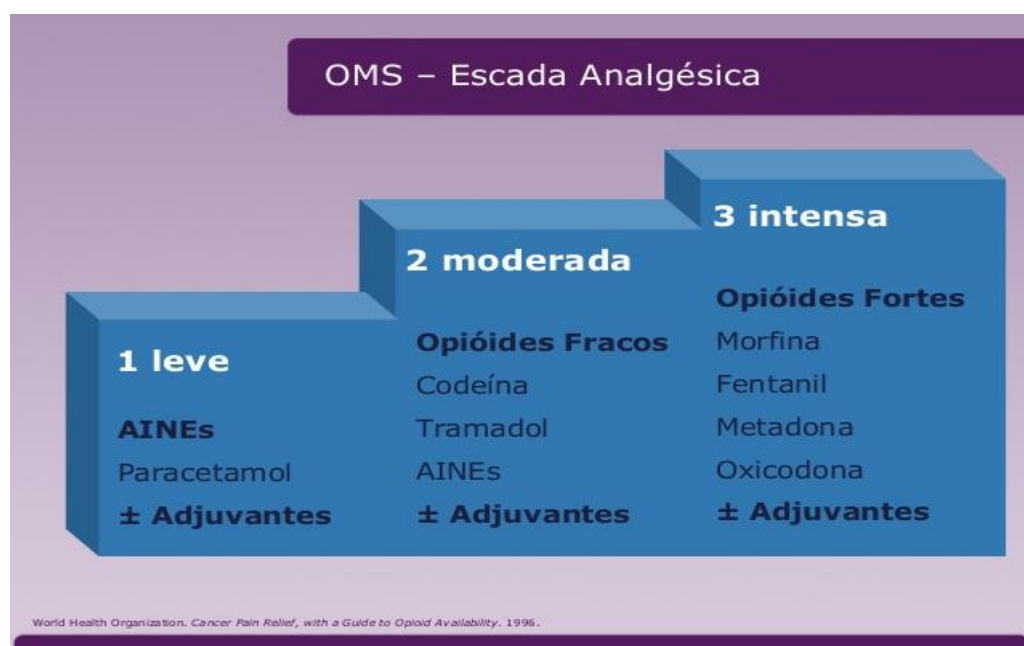 OMS – Escada Analgésica
1 leve
AINEs
Paracetamol
± Adjuvantes
2 moderada
Opióides Fracos
Codeína
Tramadol
AINEs
± Adjuvantes
3 intensa
Opióides Fortes
Morfina
Fentanil
Metadona
Oxicodona
± Adjuvantes
World Health Organization. Cancer Pain Relief, with a Guide to Opioid Availability. 1996.